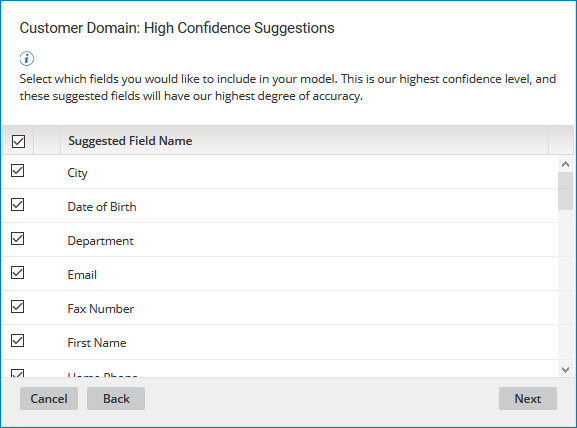 Customer Domain: High Confidence Suggestions
Select which fields you would like to include in your model. This is our highest confidence level, and
these suggested fields will have our highest degree of accuracy.
Suggested Field Name
City
Date of Birth
Department
Email
Fax Number
First Name
Home Phone
Cancel Back Next